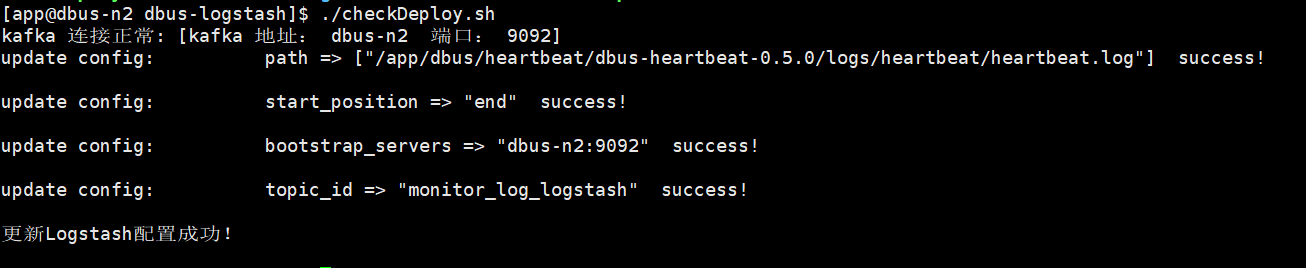 [app@dbus-n2 dbus-logstash]$ ./checkDeploy.sh
kafka 连接正常: [kafka 地址： dbus-n2  端口： 9092]
update config:          path => ["/app/dbus/heartbeat/dbus-heartbeat-0.5.0/logs/heartbeat/heartbeat.log"]  success!
update config:          start_position => "end"  success!
update config:          bootstrap_servers => "dbus-n2:9092"  success!
update config:          topic_id => "monitor_log_logstash"  success!
更新Logstash配置成功!